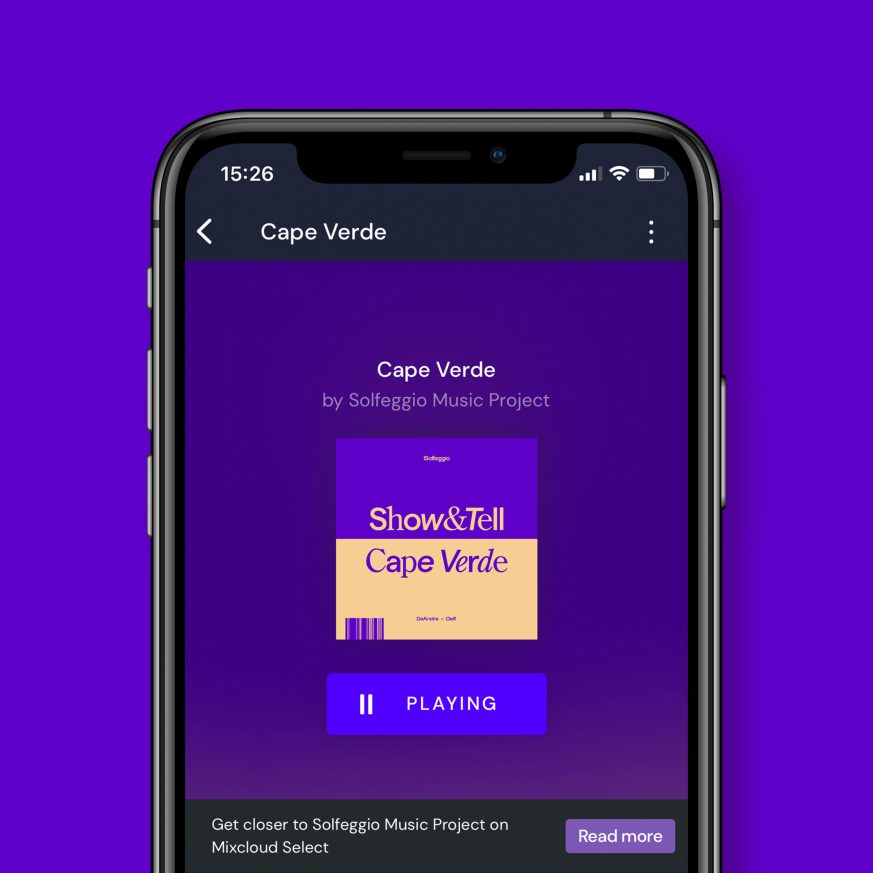 15:26
Cape Verde
Cape Verde
by Solfeggio Music Project
Solfeggio
Show&Tell
Cape Verde
DeAndre x Cleff
PLAYING
Get closer to Solfeggio Music Project on
Mixcloud Select
Read more